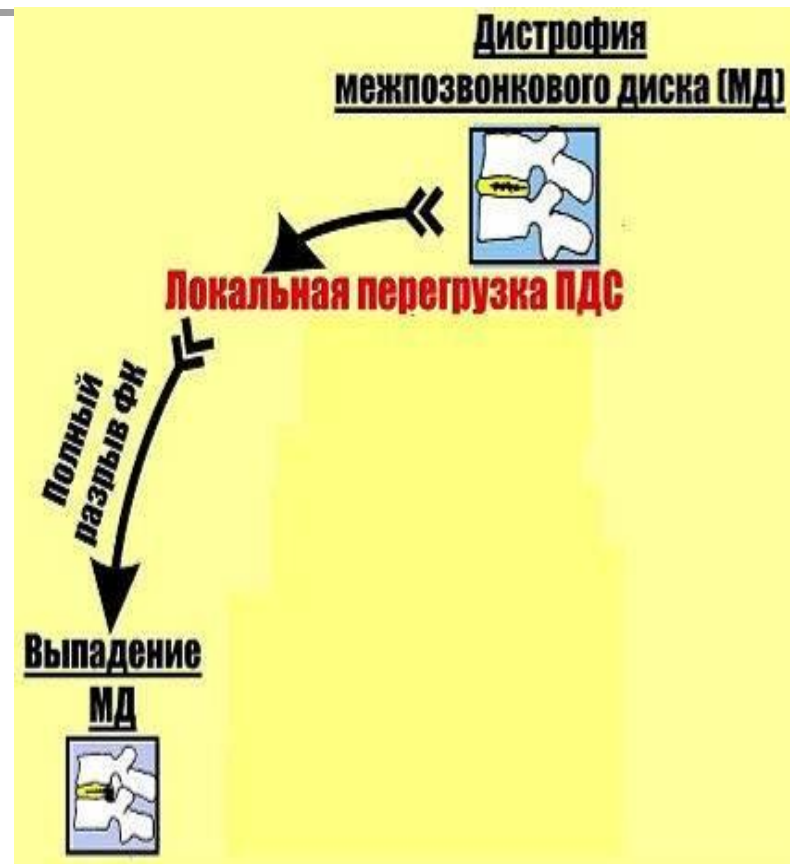 Дистрофия
межпозвонкового диска (МД)
Локальная перегрузка ПДС
Полный
разрыв ФК
Выпадение
МД